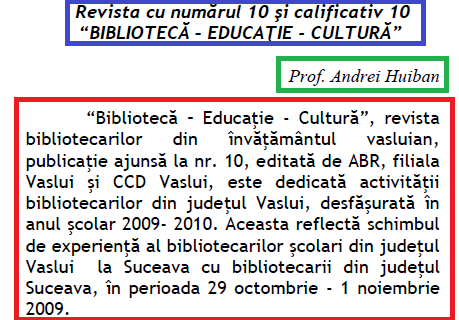 Revista cu numărul 10 şi calificativ 10
“BIBLIOTECĂ – EDUCAŢIE - CULTURĂ”
Prof. Andrei Huiban
“Bibliotecă – Educaţie - Cultură”, revista
bibliotecarilor din învăţământul vasluian,
publicaţie ajunsă la nr. 10, editată de ABR, filiala
Vaslui şi CCD Vaslui, este dedicată activităţii
bibliotecarilor din judeţul Vaslui, desfăşurată în
anul şcolar 2009- 2010. Aceasta reflectă schimbul
de experienţă al bibliotecarilor şcolari din judeţul
Vaslui la Suceava cu bibliotecarii din judeţul
Suceava, în perioada 29 octombrie - 1 noiembrie
2009.